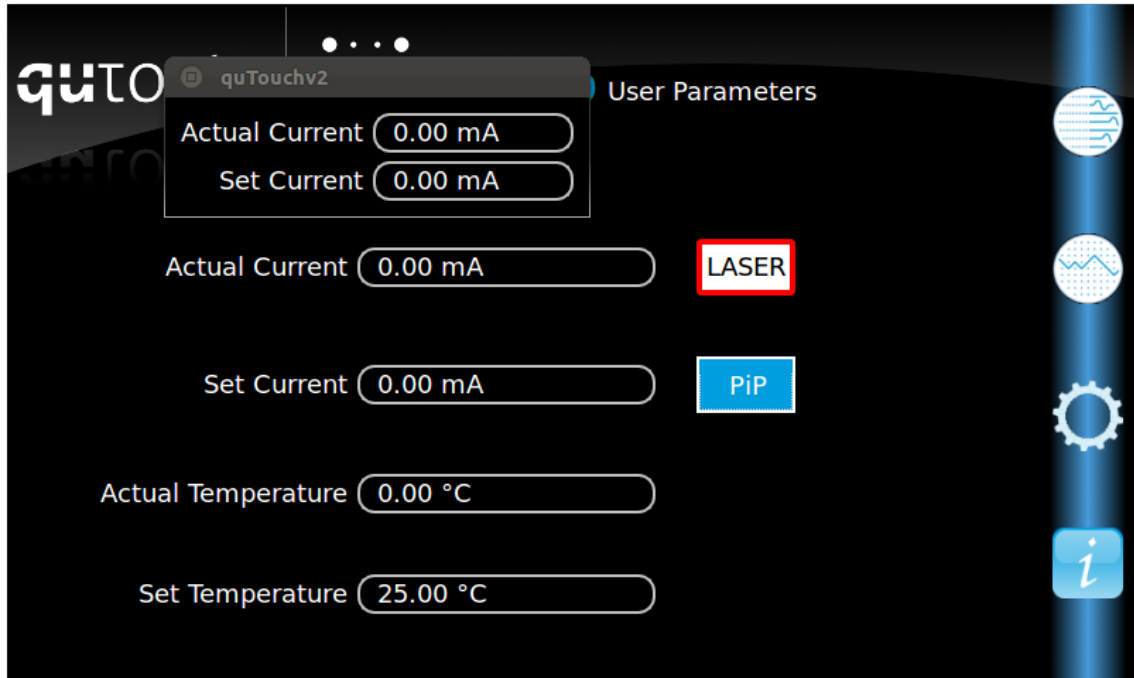 quTO
quTouchv2
User Parameters
Actual Current 0.00 mA
Set Current 0.00 mA
Actual Current 0.00 mA
LASER
Set Current 0.00 mA
PiP
Actual Temperature 0.00 °C
Set Temperature 25.00 °C
i